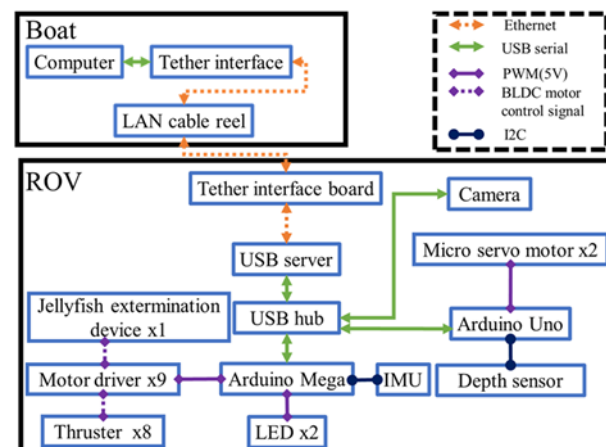 Boat
Computer
Tether interface
LAN cable reel
Ethernet
USB serial
PWM(5V)
BLDC motor
control signal
I2C
ROV
Tether interface board
Camera
USB server
Micro servo motor x2
Jellyfish extermination
device x1
USB hub
Arduino Uno
Motor driver x9
Arduino Mega
IMU
Depth sensor
Thruster x8
LED x2